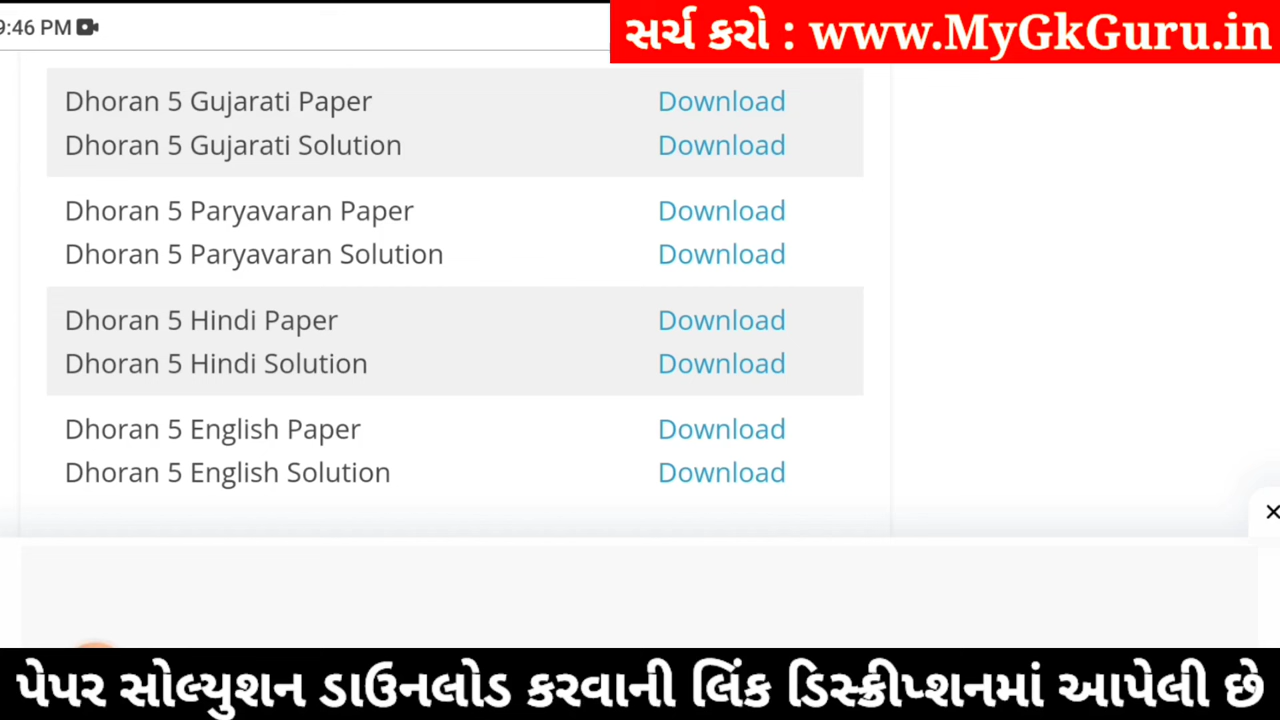 9:46 PM
સર્ચ કરો : www.MyGkGuru.in
Dhoran 5 Gujarati Paper Download
Dhoran 5 Gujarati Solution Download
Dhoran 5 Paryavaran Paper Download
Dhoran 5 Paryavaran Solution Download
Dhoran 5 Hindi Paper Download
Dhoran 5 Hindi Solution Download
Dhoran 5 English Paper Download
Dhoran 5 English Solution Download
પેપર સોલ્યુશન ડાઉનલોડ કરવાની લિંક ડિસ્ક્રીપ્શનમાં આપેલી છે